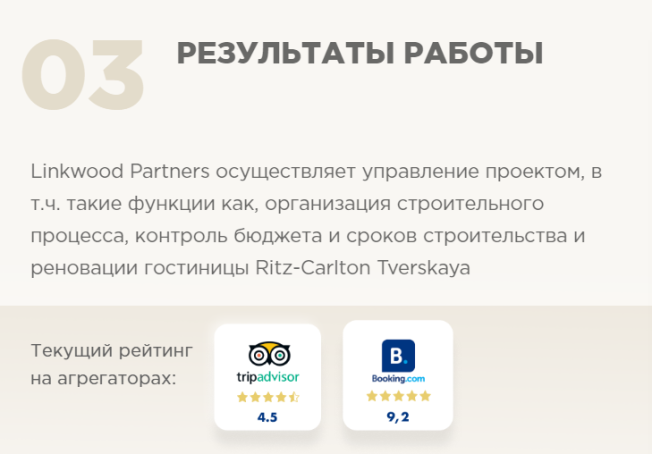 03
РЕЗУЛЬТАТЫ РАБОТЫ
Linkwood Partners осуществляет управление проектом, в
т.ч. такие функции как, организация строительного
процесса, контроль бюджета и сроков строительства и
реновации гостиницы Ritz-Carlton Tverskaya
Текущий рейтинг
на агрегаторах:
tripadvisor
4.5
B.
Booking.com
9,2